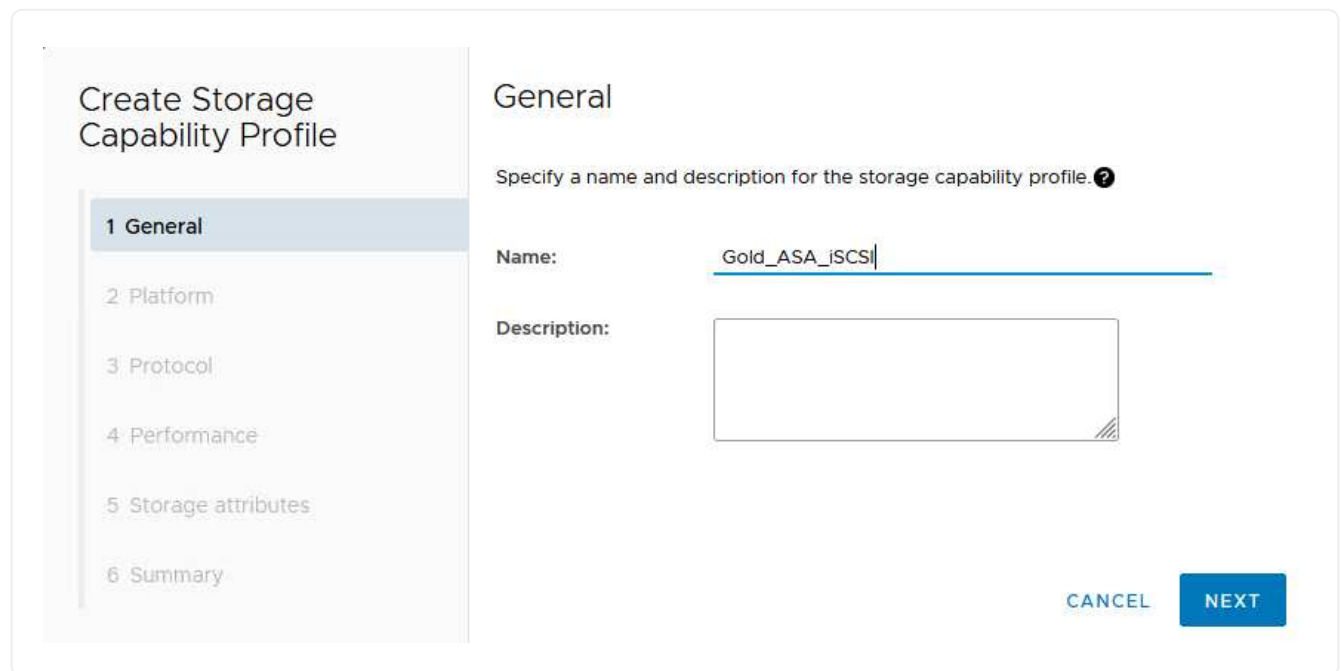 Create Storage
Capability Profile
1 General
2 Platform
3 Protocol
4 Performance
5 Storage attributes
6 Summary
General
Specify a name and description for the storage capability profile.?
Name: Gold_ASA_iSCSI
Description:
CANCEL NEXT